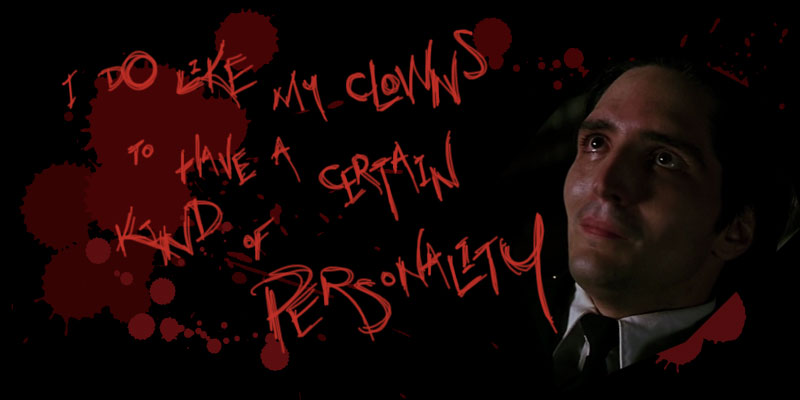 I DO LIKE MY CLOWNS
TO HAVE A CERTAIN
KIND OF PERSONALITY